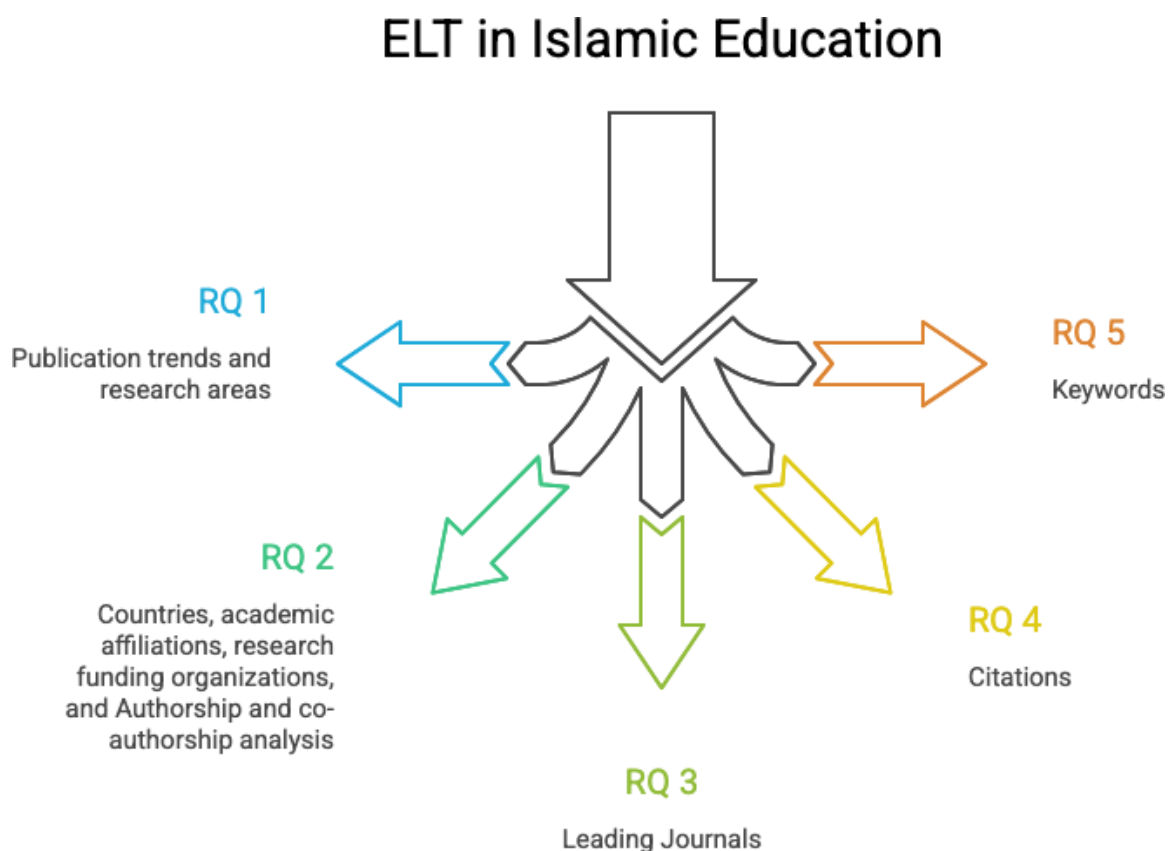 ELT in Islamic Education
RQ 1
Publication trends and
research areas
RQ 2
Countries, academic
affiliations, research
funding organizations,
and Authorship and co-
authorship analysis
RQ 3
Leading Journals
RQ 4
Citations
RQ 5
Keywords